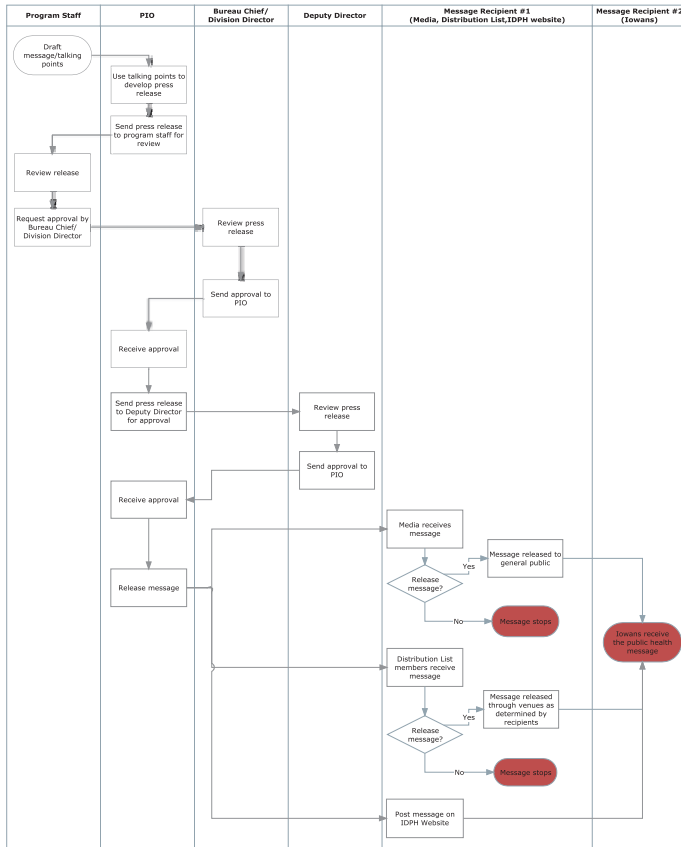 Program Staff
PIO
Bureau Chief/
Division Director
Deputy Director
Message Recipient #1
(Media, Distribution List,IDPH website)
Message Recipient #2
(Iowans)
Draft
message/talking
points
Use talking points to
develop press
release
Send press release
to program staff for
review
Review release
Request approval by
Bureau Chief/
Division Director
Review press
release
Send approval to
PIO
Receive approval
Send press release
to Deputy Director
for approval
Review press
release
Send approval to
PIO
Receive approval
Release message
Media receives
message
Release
message?
Yes
Message released to
general public
No
Message stops
Iowans receive
the public health
message
Distribution List
members receive
message
Release
message?
Yes
Message released
through venues as
determined by
recipients
No
Message stops
Post message on
IDPH Website